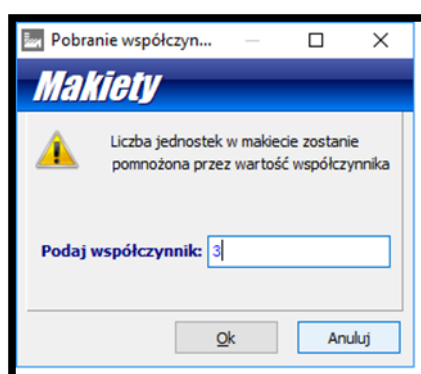 Pobranie współczyn...
Makiety
Liczba jednostek w makiecie zostanie
pomnożona przez wartość współczynnika
Podaj współczynnik: 3
Ok Anuluj